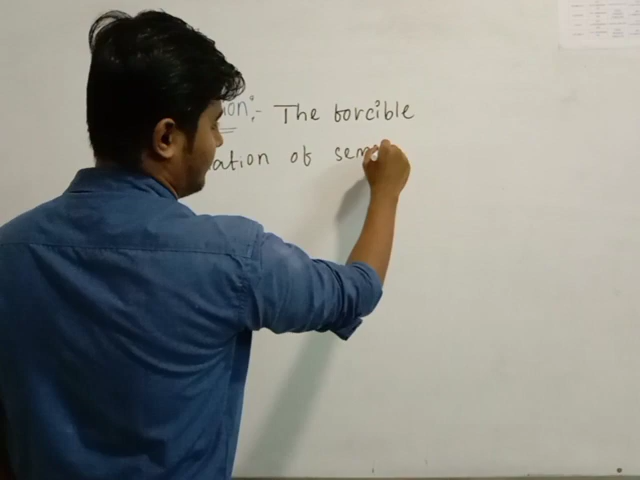 ion:- The forcible
ation of sem